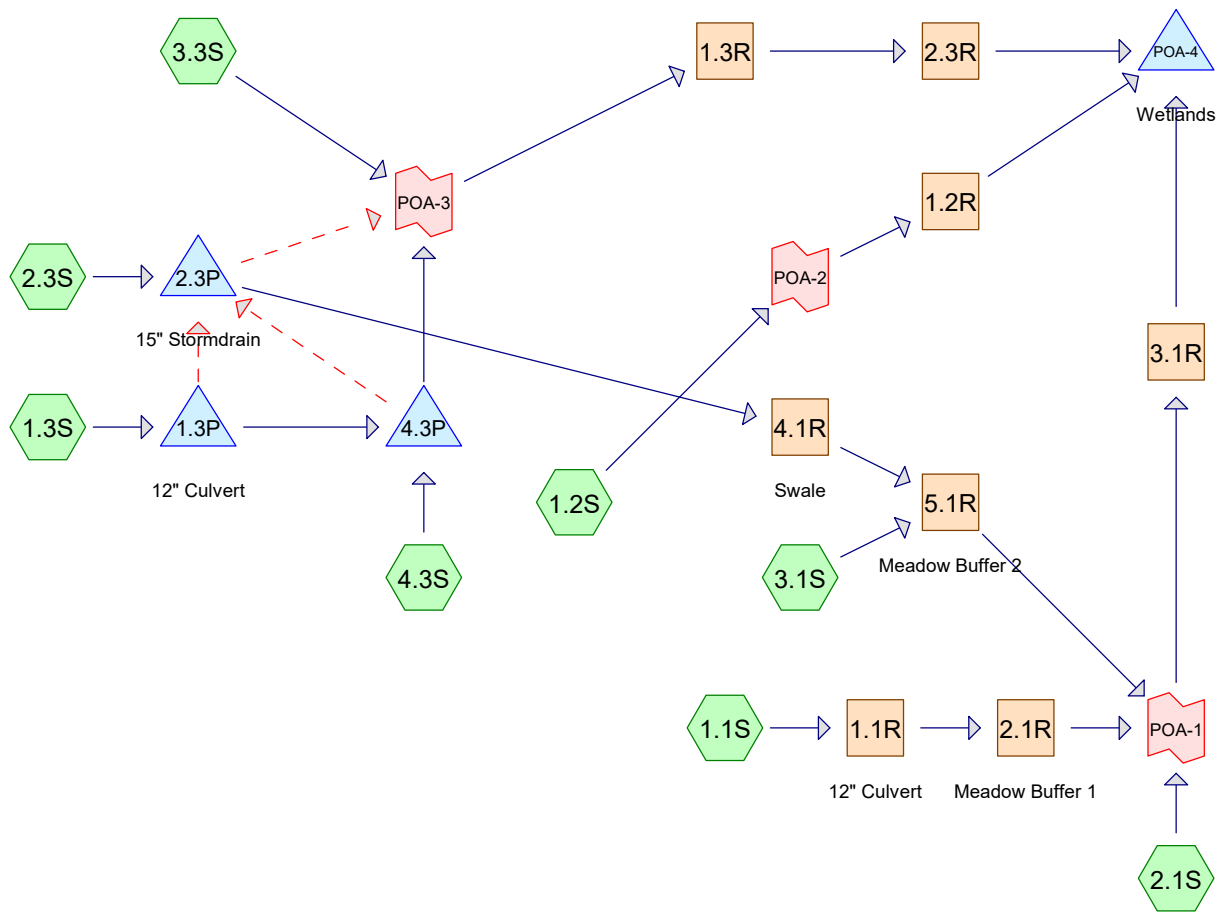 3.3S
1.3R
2.3R
POA-4
Wetlands
POA-3
1.2R
2.3S
2.3P
POA-2
15" Stormdrain
3.1R
1.3S
1.3P
4.3P
4.1R
12" Culvert
Swale
1.2S
5.1R
Meadow Buffer 2
4.3S
3.1S
1.1S
1.1R
2.1R
POA-1
12" Culvert
Meadow Buffer 1
2.1S